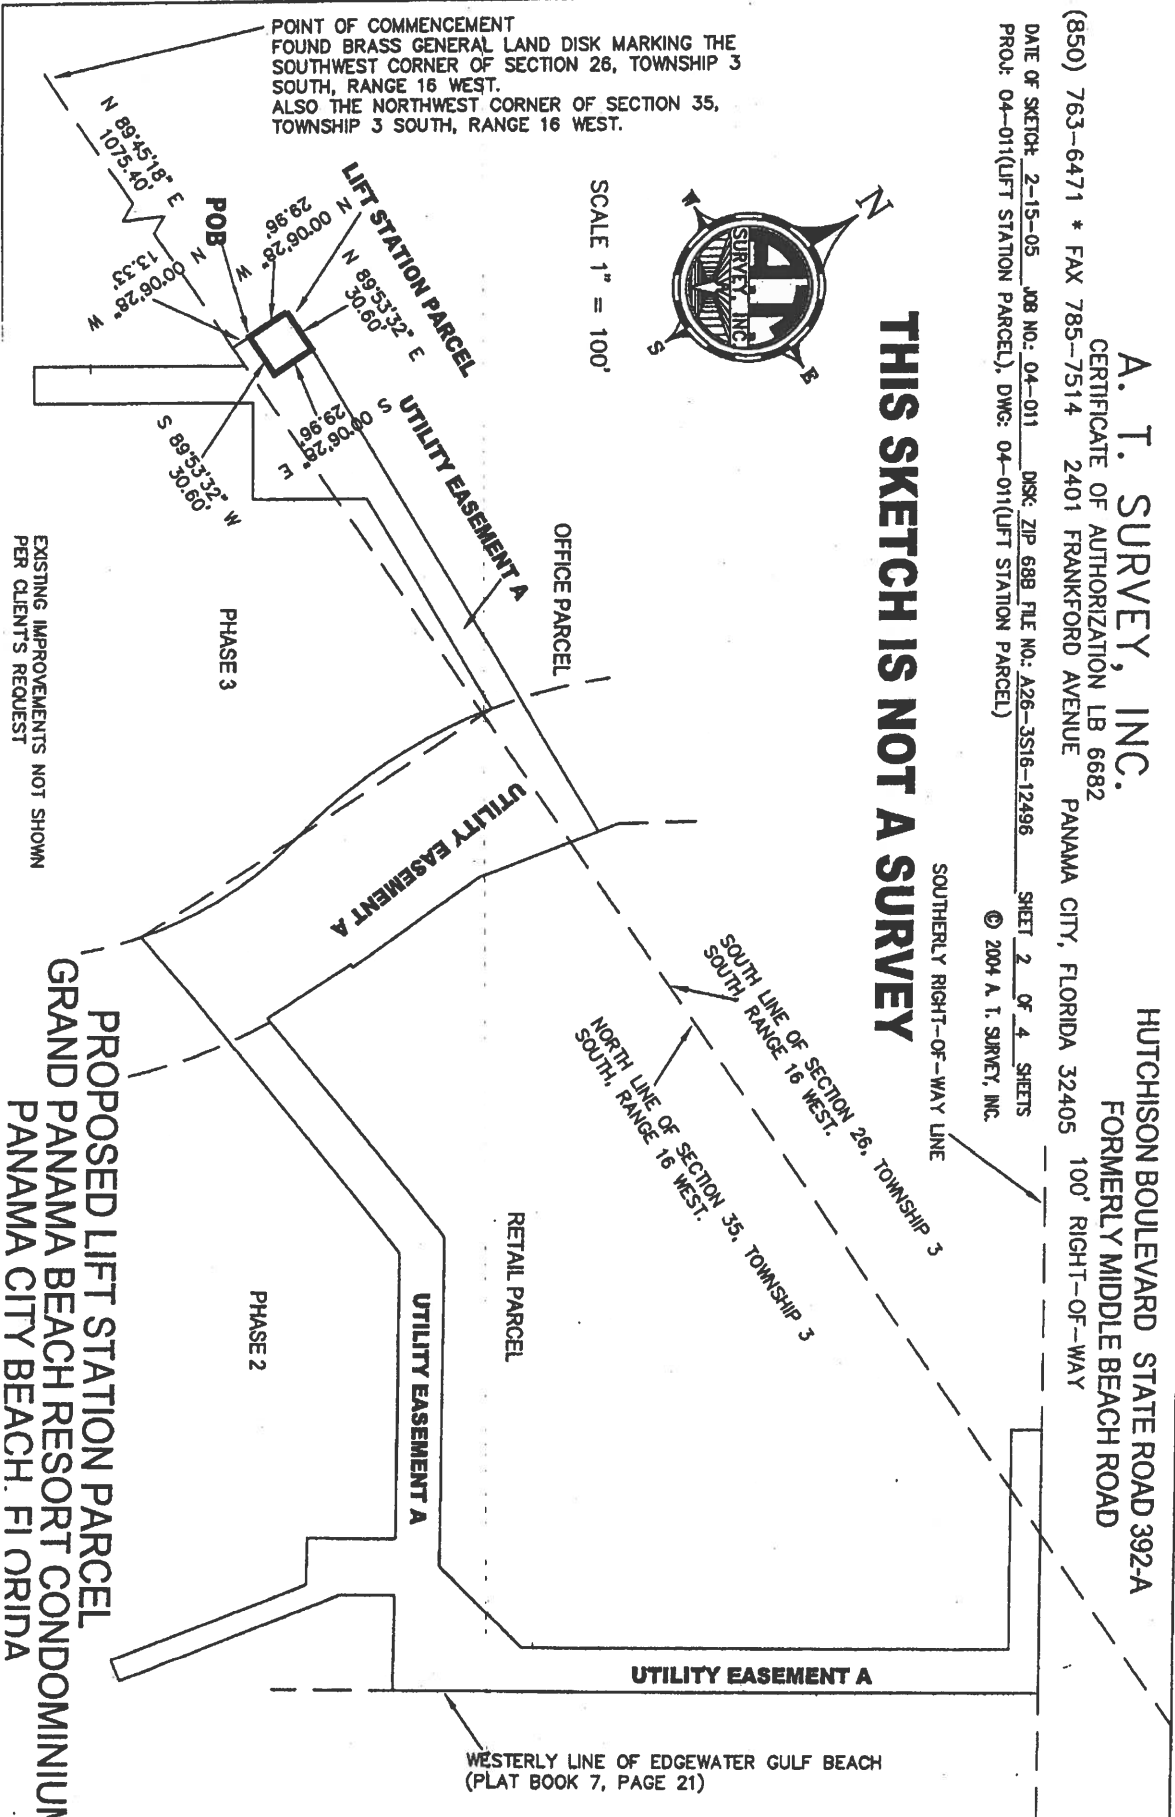 A. T. SURVEY, INC.
CERTIFICATE OF AUTHORIZATION LB 6682
(850) 763-6471 * FAX 785-7514 2401 FRANKFORD AVENUE PANAMA CITY, FLORIDA 32405
DATE OF SKETCH: 2-15-05 JOB NO.: 04-011 DISK: ZIP 68B FILE NO.: A26-3S16-12496 SHEET 2 OF 4 SHEETS
PROJ: 04-011(LIFT STATION PARCEL), DWG: 04-011(LIFT STATION PARCEL)
© 2004 A. T. SURVEY, INC.
HUTCHISON BOULEVARD STATE ROAD 392-A
FORMERLY MIDDLE BEACH ROAD
100' RIGHT-OF-WAY
SOUTHERLY RIGHT-OF-WAY LINE
THIS SKETCH IS NOT A SURVEY
N
W
E
S
AT
SURVEY, INC.
SCALE 1" = 100'
POINT OF COMMENCEMENT
FOUND BRASS GENERAL LAND DISK MARKING THE
SOUTHWEST CORNER OF SECTION 26, TOWNSHIP 3
SOUTH, RANGE 16 WEST.
ALSO THE NORTHWEST CORNER OF SECTION 35,
TOWNSHIP 3 SOUTH, RANGE 16 WEST.
N 89°45'18" E
1075.40'
POB
N 00°06'28" W
13.33'
N 00°06'28" W
29.96'
LIFT STATION PARCEL
N 89°53'32" E
30.60'
S 00°06'28" E
29.96'
S 89°53'32" W
30.60'
UTILITY EASEMENT A
OFFICE PARCEL
PHASE 3
UTILITY EASEMENT A
SOUTH LINE OF SECTION 26, TOWNSHIP 3
SOUTH, RANGE 16 WEST.
NORTH LINE OF SECTION 35, TOWNSHIP 3
SOUTH, RANGE 16 WEST.
RETAIL PARCEL
UTILITY EASEMENT A
PHASE 2
UTILITY EASEMENT A
WESTERLY LINE OF EDGEWATER GULF BEACH
(PLAT BOOK 7, PAGE 21)
EXISTING IMPROVEMENTS NOT SHOWN
PER CLIENT'S REQUEST
PROPOSED LIFT STATION PARCEL
GRAND PANAMA BEACH RESORT CONDOMINIUM
PANAMA CITY BEACH, FLORIDA